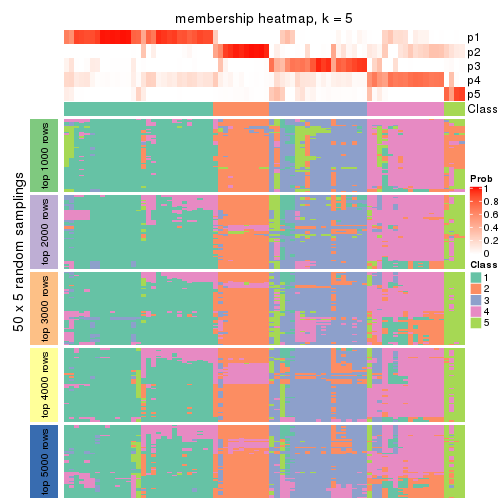 membership heatmap, k = 5
p1
p2
p3
p4
p5
Class
50 x 5 random samplings
top 1000 rows
top 2000 rows
top 3000 rows
top 4000 rows
top 5000 rows
Prob
1
0.8
0.6
0.4
0.2
0
Class
1
2
3
4
5